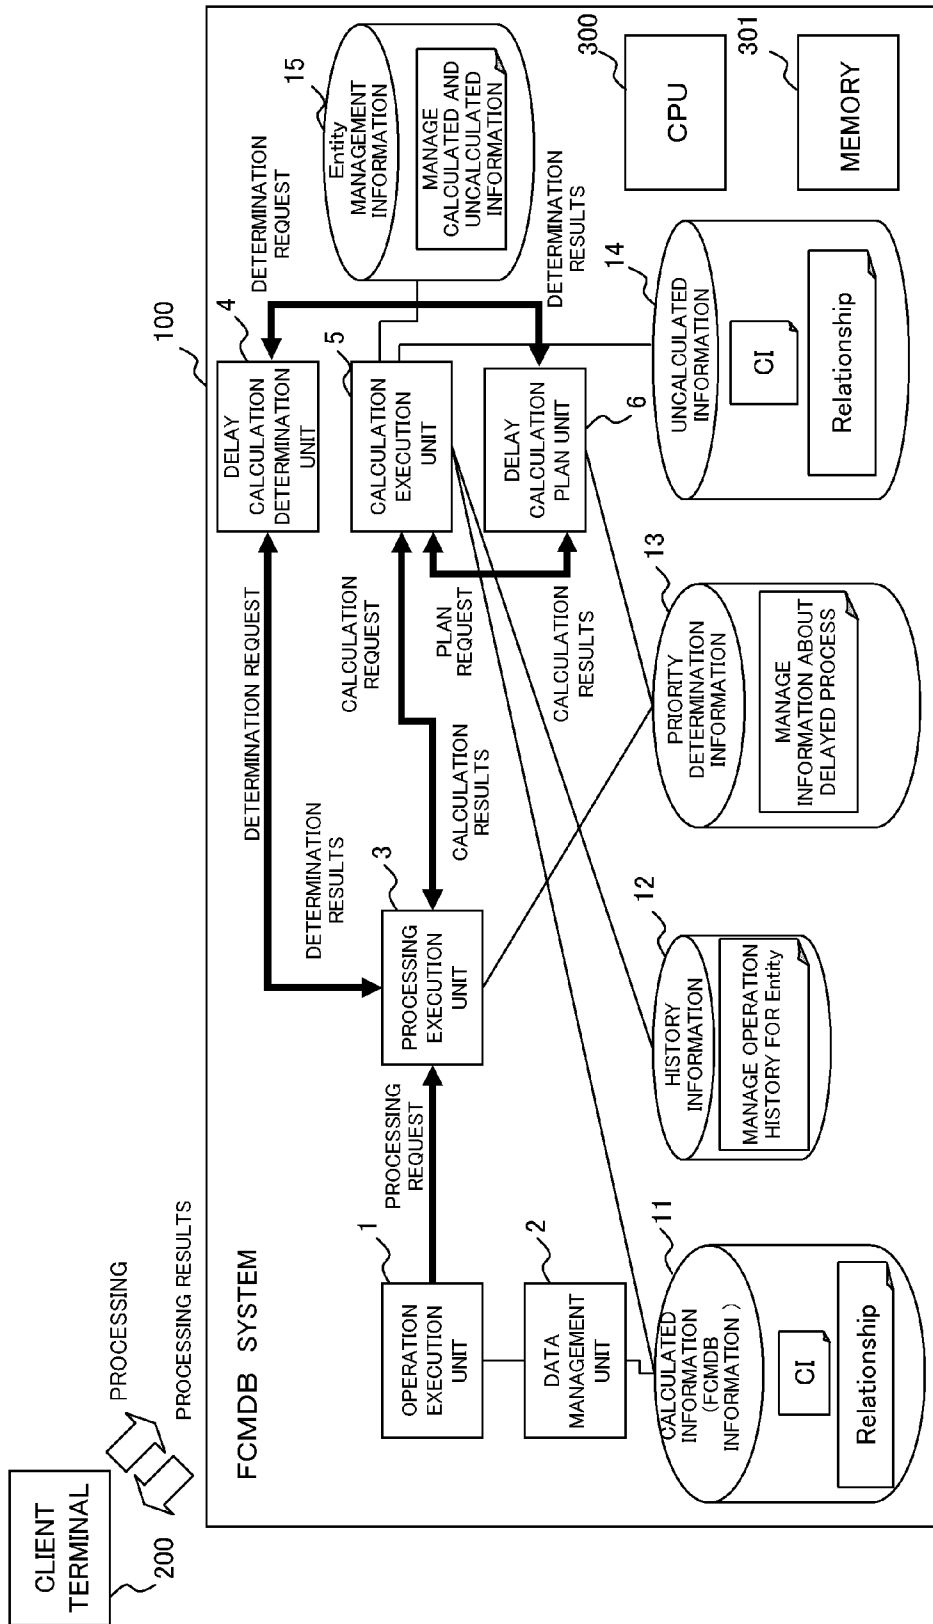 CLIENT
TERMINAL
200
PROCESSING
PROCESSING RESULTS
100
FCMDB SYSTEM
1
OPERATION
EXECUTION
UNIT
PROCESSING
REQUEST
3
PROCESSING
EXECUTION
UNIT
DETERMINATION REQUEST
DETERMINATION
RESULTS
4
DELAY
CALCULATION
DETERMINATION
UNIT
DETERMINATION
REQUEST
CALCULATION
REQUEST
CALCULATION
RESULTS
5
CALCULATION
EXECUTION
UNIT
PLAN
REQUEST
CALCULATION
RESULTS
6
DELAY
CALCULATION
PLAN UNIT
DETERMINATION
RESULTS
15
Entity
MANAGEMENT
INFORMATION
MANAGE
CALCULATED AND
UNCALCULATED
INFORMATION
2
DATA
MANAGEMENT
UNIT
11
CALCULATED
INFORMATION
(FCMDB
INFORMATION )
CI
Relationship
12
HISTORY
INFORMATION
MANAGE OPERATION
HISTORY FOR Entity
13
PRIORITY
DETERMINATION
INFORMATION
MANAGE
INFORMATION ABOUT
DELAYED PROCESS
14
UNCALCULATED
INFORMATION
CI
Relationship
300
CPU
301
MEMORY